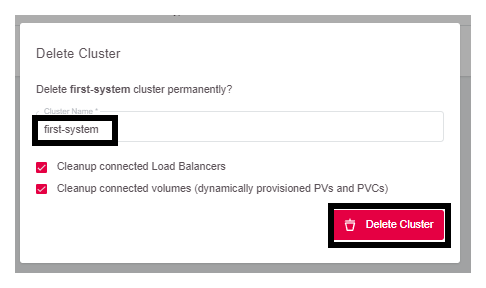 Delete Cluster
Delete first-system cluster permanently?
Cluster Name *
first-system
Cleanup connected Load Balancers
Cleanup connected volumes (dynamically provisioned PVs and PVCs)
Delete Cluster